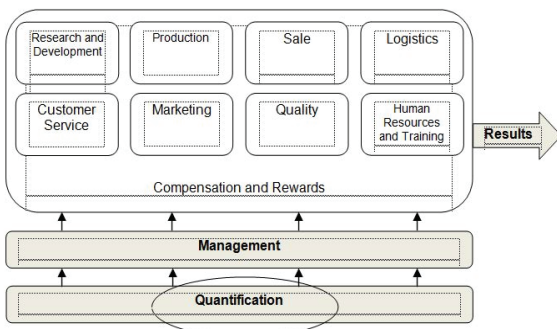 Research and
Development
Production
Sale
Logistics
Customer
Service
Marketing
Quality
Human
Resources
and Training
Results
Compensation and Rewards
Management
Quantification